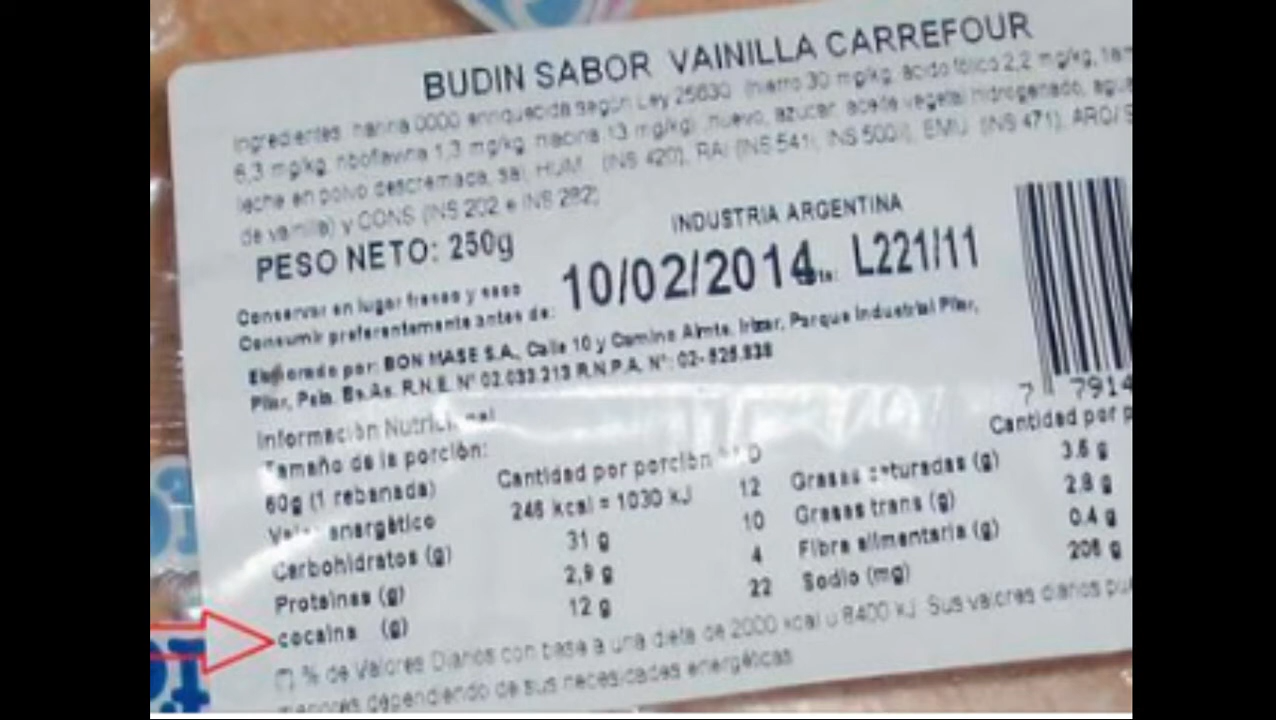 BUDIN SABOR VAINILLA CARREFOUR
Ingredientes harina 0000 enriquecida según Ley 25630 hierro 30 mg/kg ácido fólico 2,2 mg/kg,
6,3 mg/kg riboflavina 1,3 mg/kg niacina 13 mg/kg) huevo, azucar, aceite vegetal hidrogenado,
leche en polvo descremada, sal, HUM. (INS 420), RAI (INS 541i, INS 500ii), EMU (INS 471), ARO/S
de vainilla) y CONS (INS 202 e INS 282)
PESO NETO: 250g
INDUSTRIA ARGENTINA
Conservar en lugar fresco y seco
Consumir preferentemente antes de: 10/02/2014 L221/11
Elaborado por: BON MASE S.A., Calle 10 y Camino Almte. Irizar, Parque Industrial Pilar,
Pilar, Bs.As. R.N.E. N° 02.033.213 R.N.P.A. N°: 02-525.838
7 7914
Información Nutricional
Tamaño de la porción:
60g (1 rebanada) Cantidad por porción Cantidad por p
Valor energético 246 kcal = 1030 kJ 12 Grasas saturadas (g) 3.6 g
Carbohidratos (g) 31 g 10 Grasas trans (g) 2.8 g
Proteínas (g) 2,9 g 4 Fibra alimentaria (g) 0.4 g
cocaina (g) 12 g 22 Sodio (mg) 206 g
(*) % de Valores Diarios con base a una dieta de 2000 kcal u 8400 kJ. Sus valores diarios pu
menores dependiendo de sus necesidades energéticas